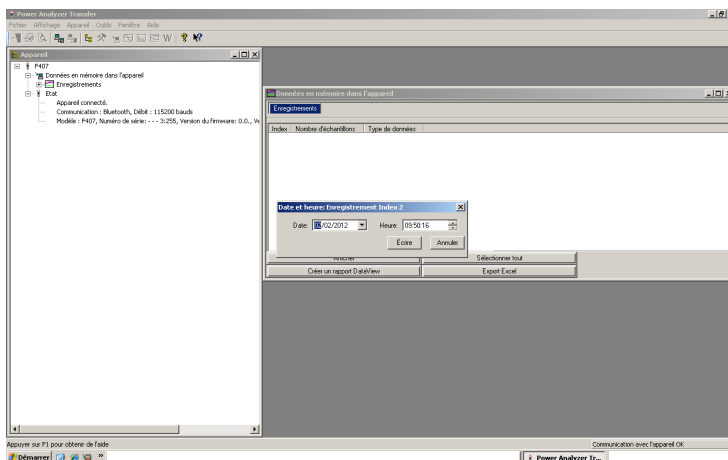 Power Analyzer Transfer
Fichier Affichage Appareil Outils Fenêtre Aide
Appareil
F407
Données en mémoire dans l'appareil
Enregistrements
Etat
Appareil connecté.
Communication : Bluetooth, Débit : 115200 bauds
Modèle : F407, Numéro de série: - - - 3:255, Version du firmware: 0.0., Ve
Données en mémoire dans l'appareil
Enregistrements
Index Nombre d'échantillons Type de données
Date et heure: Enregistrement Index 2
Date: 02/02/2012 Heure: 09:50:16
Écrire Annuler
Afficher Sélectionner tout
Créer un rapport DataView Export Excel
Appuyer sur F1 pour obtenir de l'aide Communication avec l'appareil OK
Démarrer » Power Analyzer Tr...